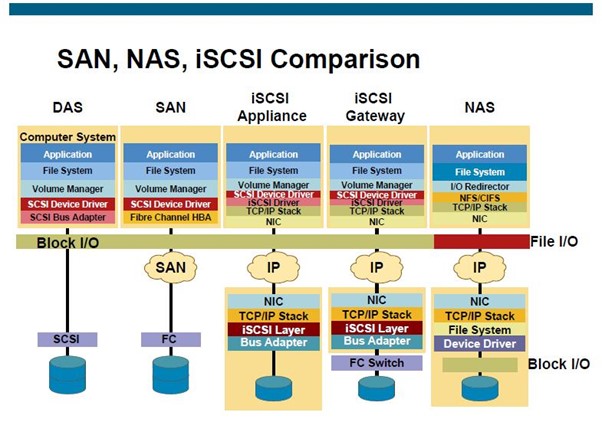 SAN, NAS, iSCSI Comparison
DAS
SAN
iSCSI
Appliance
iSCSI
Gateway
NAS
Computer System
Application
File System
Volume Manager
SCSI Device Driver
SCSI Bus Adapter
Application
File System
Volume Manager
SCSI Device Driver
Fibre Channel HBA
Application
File System
Volume Manager
SCSI Device Driver
iSCSI Driver
TCP/IP Stack
NIC
Application
File System
Volume Manager
SCSI Device Driver
iSCSI Driver
TCP/IP Stack
NIC
Application
File System
I/O Redirector
NFS/CIFS
TCP/IP Stack
NIC
Block I/O
File I/O
SAN
IP
IP
IP
SCSI
FC
NIC
TCP/IP Stack
iSCSI Layer
Bus Adapter
NIC
TCP/IP Stack
iSCSI Layer
Bus Adapter
FC Switch
NIC
TCP/IP Stack
File System
Device Driver
Block I/O